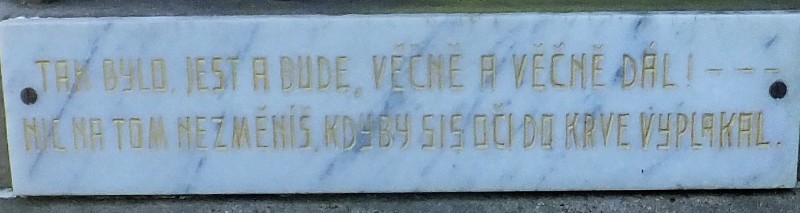 TAK BYLO, JEST A BUDE, VĚČNĚ A VĚČNĚ DÁL! - - -
NIC NA TOM NEZMĚNÍŠ, KDYBY SIS OČI DO KRVE VYPLAKAL.